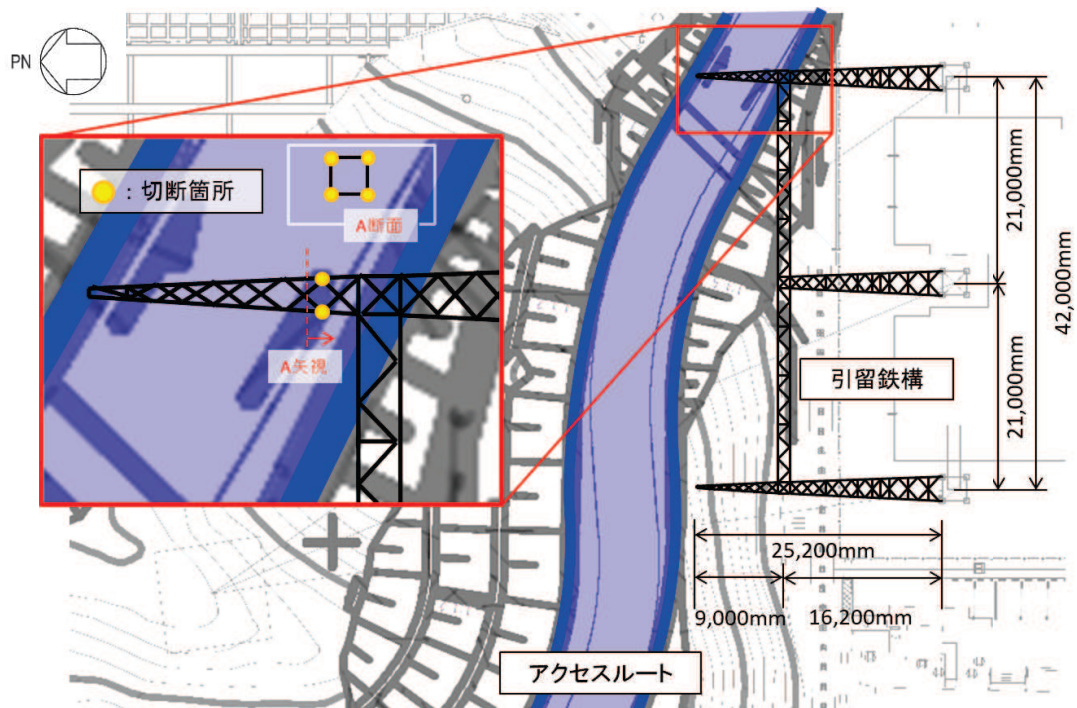 PN
：切断箇所
A断面
A矢視
21,000mm
42,000mm
引留鉄構
21,000mm
25,200mm
9,000mm
16,200mm
アクセスルート